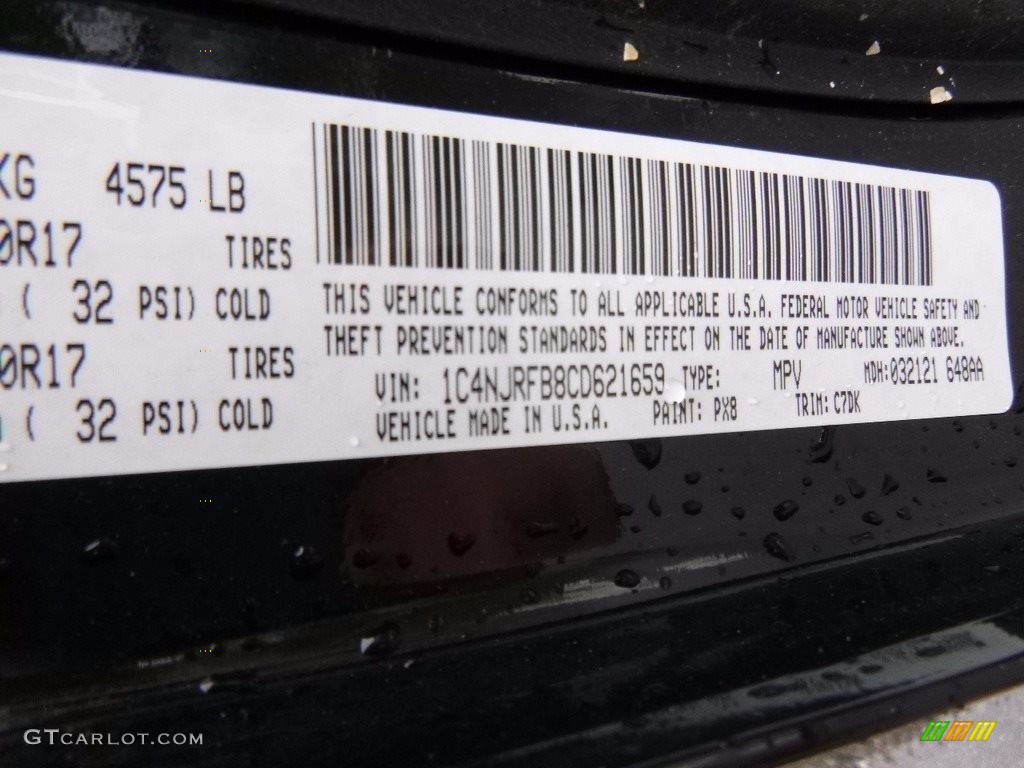 KG 4575 LB
0R17 TIRES
( 32 PSI) COLD
0R17 TIRES
( 32 PSI) COLD
THIS VEHICLE CONFORMS TO ALL APPLICABLE U.S.A. FEDERAL MOTOR VEHICLE SAFETY AND
THEFT PREVENTION STANDARDS IN EFFECT ON THE DATE OF MANUFACTURE SHOWN ABOVE.
VIN: 1C4NJRFB8CD621659 TYPE: MPV MDH:032121 648AA
VEHICLE MADE IN U.S.A. PAINT: PX8 TRIM: C7DK
GTCARLOT.COM